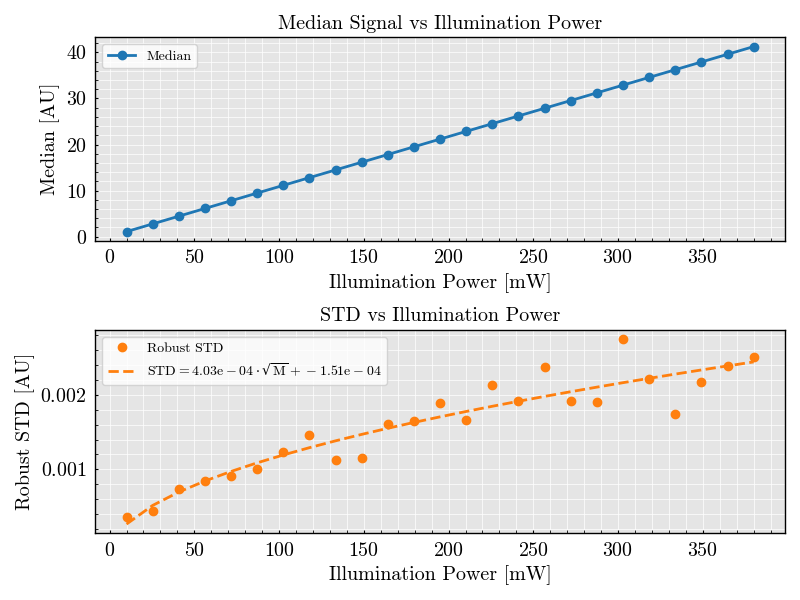 Median Signal vs Illumination Power
Median [AU]
40
30
20
10
0
Median
0 50 100 150 200 250 300 350
Illumination Power [mW]
STD vs Illumination Power
Robust STD [AU]
0.002
0.001
Robust STD
STD = 4.03e − 04 · √M + − 1.51e − 04
0 50 100 150 200 250 300 350
Illumination Power [mW]